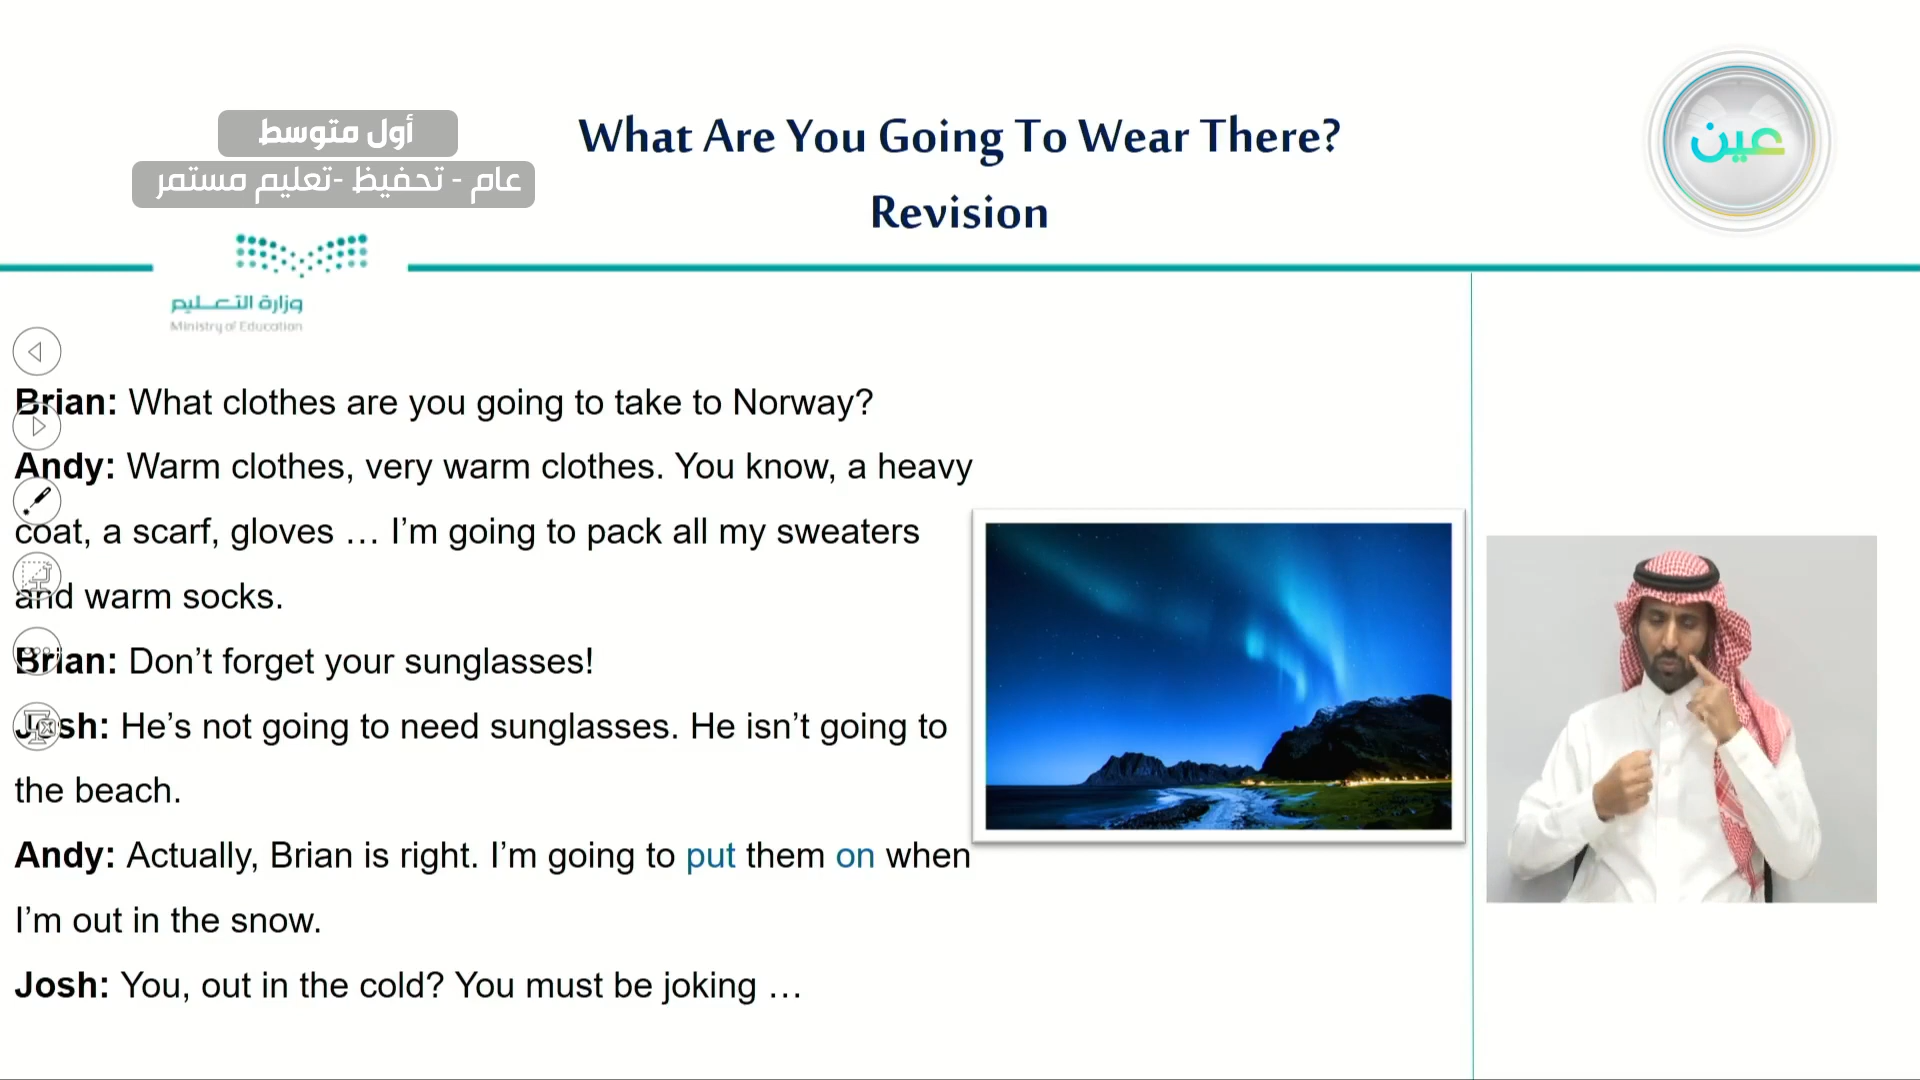 What Are You Going To Wear There?
Revision
أول متوسط
عام - تحفيظ -تعليم مستمر
عين
وزارة التعليم
Ministry of Education
Brian: What clothes are you going to take to Norway?
Andy: Warm clothes, very warm clothes. You know, a heavy
coat, a scarf, gloves … I’m going to pack all my sweaters
and warm socks.
Brian: Don’t forget your sunglasses!
Josh: He’s not going to need sunglasses. He isn’t going to
the beach.
Andy: Actually, Brian is right. I’m going to put them on when
I’m out in the snow.
Josh: You, out in the cold? You must be joking …